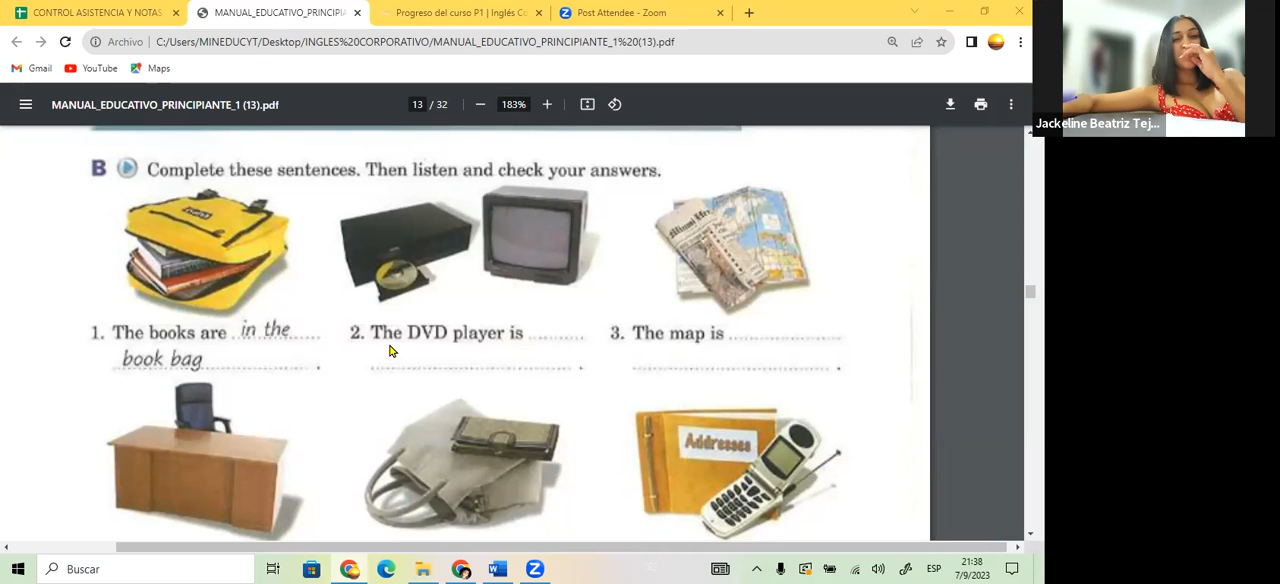 CONTROL ASISTENCIA Y NOTAS
MANUAL_EDUCATIVO_PRINCIPIA
Progreso del curso P1 | Inglés Co
Post Attendee - Zoom
Archivo
C:/Users/MINEDUCYT/Desktop/INGLES%20CORPORATIVO/MANUAL_EDUCATIVO_PRINCIPIANTE_1%20(13).pdf
Gmail
YouTube
Maps
MANUAL_EDUCATIVO_PRINCIPIANTE_1 (13).pdf
13 / 32
183%
Jackeline Beatriz Tej...
B Complete these sentences. Then listen and check your answers.
1. The books are in the
book bag
2. The DVD player is
3. The map is
Addresses
Buscar
ESP
21:38
7/9/2023